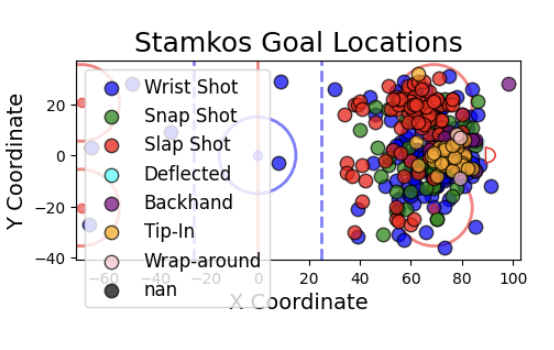 Stamkos Goal Locations
Y Coordinate
20
0
−20
−40
Wrist Shot
Snap Shot
Slap Shot
Deflected
Backhand
Tip-In
Wrap-around
nan
−60 −40 −20 0 20 40 60 80 100
X Coordinate